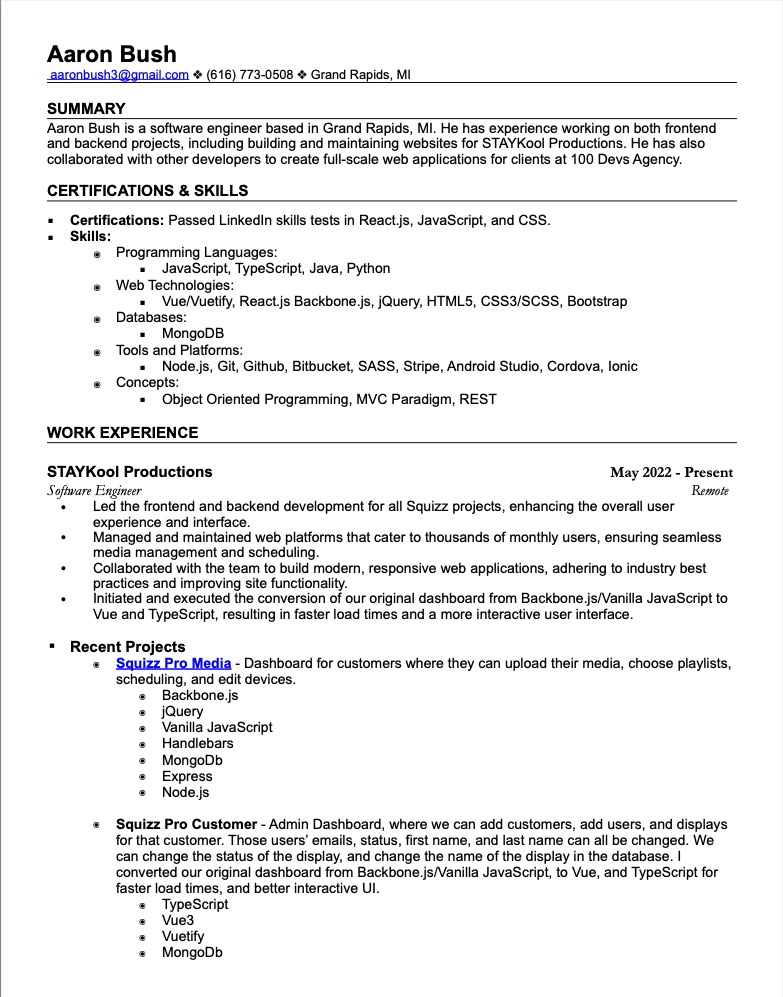 Aaron Bush
aaronbush3@gmail.com ❖ (616) 773-0508 ❖ Grand Rapids, MI
SUMMARY
Aaron Bush is a software engineer based in Grand Rapids, MI. He has experience working on both frontend
and backend projects, including building and maintaining websites for STAYKool Productions. He has also
collaborated with other developers to create full-scale web applications for clients at 100 Devs Agency.
CERTIFICATIONS & SKILLS
▪ Certifications: Passed LinkedIn skills tests in React.js, JavaScript, and CSS.
▪ Skills:
◉ Programming Languages:
▪ JavaScript, TypeScript, Java, Python
◉ Web Technologies:
▪ Vue/Vuetify, React.js Backbone.js, jQuery, HTML5, CSS3/SCSS, Bootstrap
◉ Databases:
▪ MongoDB
◉ Tools and Platforms:
▪ Node.js, Git, Github, Bitbucket, SASS, Stripe, Android Studio, Cordova, Ionic
◉ Concepts:
▪ Object Oriented Programming, MVC Paradigm, REST
WORK EXPERIENCE
STAYKool Productions May 2022 - Present
Software Engineer Remote
• Led the frontend and backend development for all Squizz projects, enhancing the overall user
experience and interface.
• Managed and maintained web platforms that cater to thousands of monthly users, ensuring seamless
media management and scheduling.
• Collaborated with the team to build modern, responsive web applications, adhering to industry best
practices and improving site functionality.
• Initiated and executed the conversion of our original dashboard from Backbone.js/Vanilla JavaScript to
Vue and TypeScript, resulting in faster load times and a more interactive user interface.
▪ Recent Projects
◉ Squizz Pro Media - Dashboard for customers where they can upload their media, choose playlists,
scheduling, and edit devices.
◉ Backbone.js
◉ jQuery
◉ Vanilla JavaScript
◉ Handlebars
◉ MongoDb
◉ Express
◉ Node.js
◉ Squizz Pro Customer - Admin Dashboard, where we can add customers, add users, and displays
for that customer. Those users' emails, status, first name, and last name can all be changed. We
can change the status of the display, and change the name of the display in the database. I
converted our original dashboard from Backbone.js/Vanilla JavaScript, to Vue, and TypeScript for
faster load times, and better interactive UI.
◉ TypeScript
◉ Vue3
◉ Vuetify
◉ MongoDb